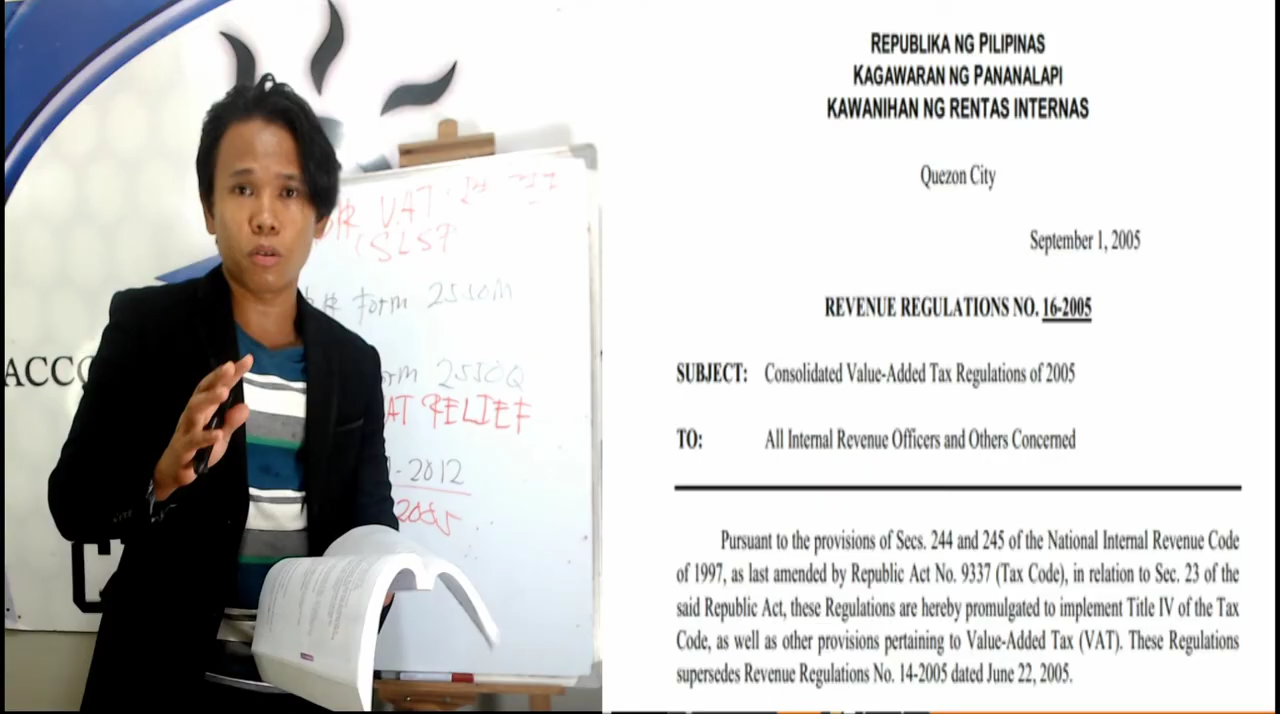 ACCO
VAT
SLSP
Form 2550M
2550Q
RELIEF
-2012
2005
REPUBLIKA NG PILIPINAS
KAGAWARAN NG PANANALAPI
KAWANIHAN NG RENTAS INTERNAS
Quezon City
September 1, 2005
REVENUE REGULATIONS NO. 16-2005
SUBJECT: Consolidated Value-Added Tax Regulations of 2005
TO: All Internal Revenue Officers and Others Concerned
Pursuant to the provisions of Secs. 244 and 245 of the National Internal Revenue Code
of 1997, as last amended by Republic Act No. 9337 (Tax Code), in relation to Sec. 23 of the
said Republic Act, these Regulations are hereby promulgated to implement Title IV of the Tax
Code, as well as other provisions pertaining to Value-Added Tax (VAT). These Regulations
supersedes Revenue Regulations No. 14-2005 dated June 22, 2005.